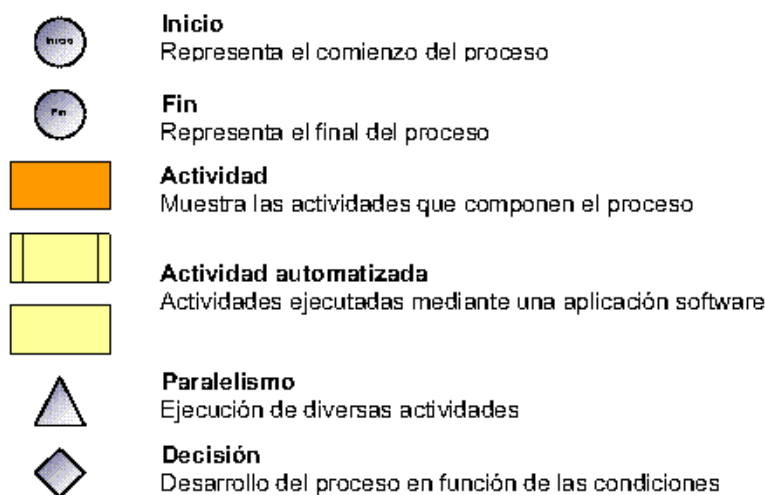 Inicio
Inicio
Representa el comienzo del proceso
Fin
Fin
Representa el final del proceso
Actividad
Muestra las actividades que componen el proceso
Actividad automatizada
Actividades ejecutadas mediante una aplicación software
Paralelismo
Ejecución de diversas actividades
Decisión
Desarrollo del proceso en función de las condiciones